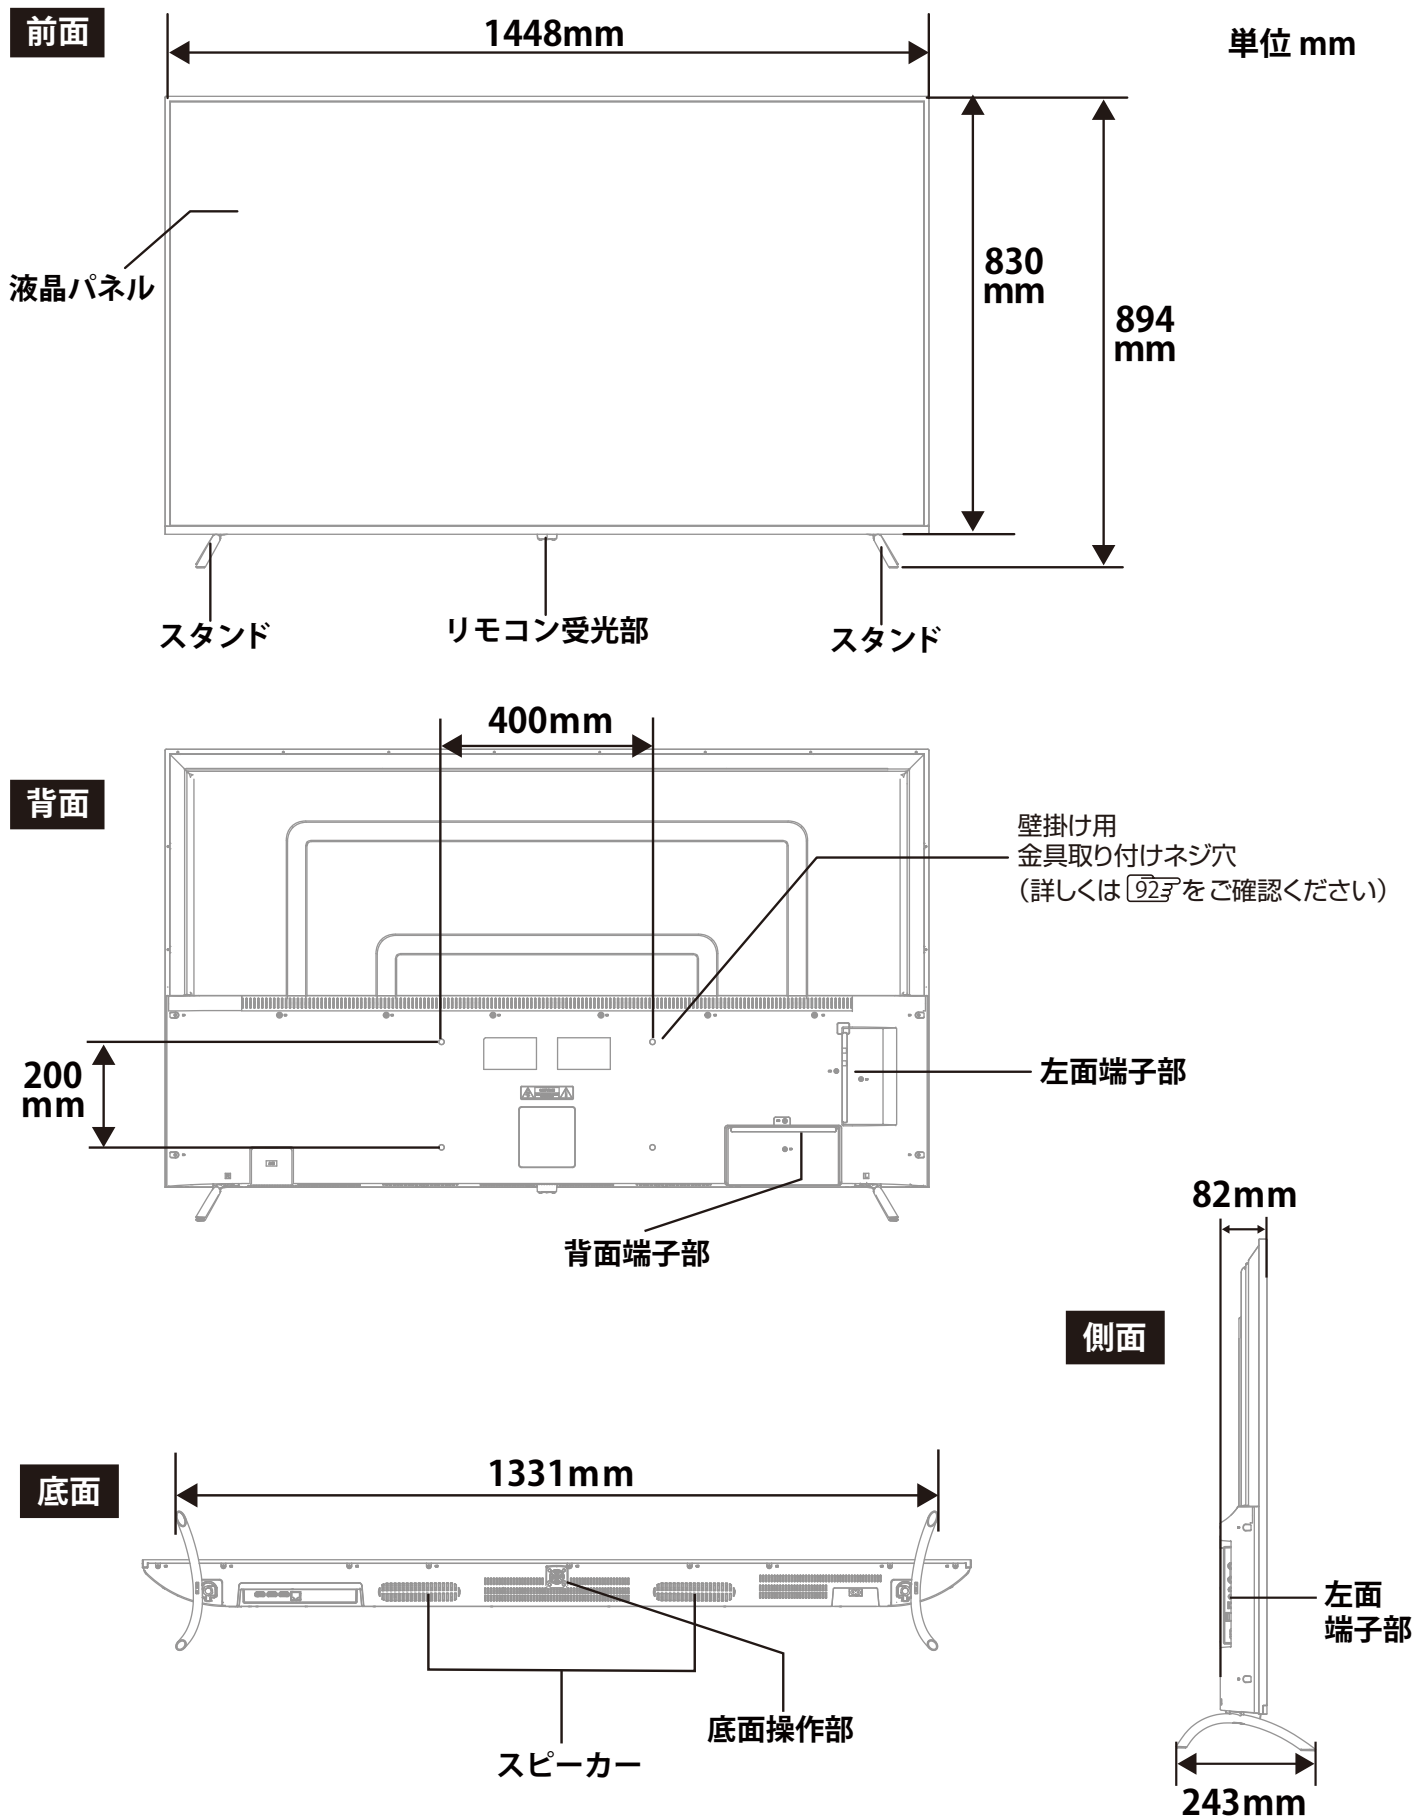 前面
1448mm
単位 mm
液晶パネル
830
mm
894
mm
スタンド
リモコン受光部
スタンド
400mm
背面
壁掛け用
金具取り付けネジ穴
（詳しくは 92 をご確認ください）
200
mm
左面端子部
背面端子部
82mm
側面
底面
1331mm
左面
端子部
底面操作部
スピーカー
243mm